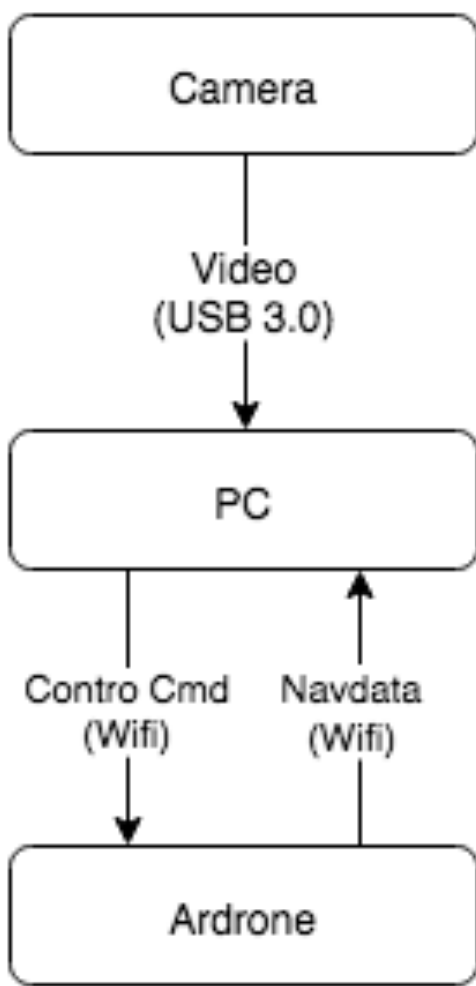 Camera
Video
(USB 3.0)
PC
Contro Cmd
(Wifi)
Navdata
(Wifi)
Ardrone